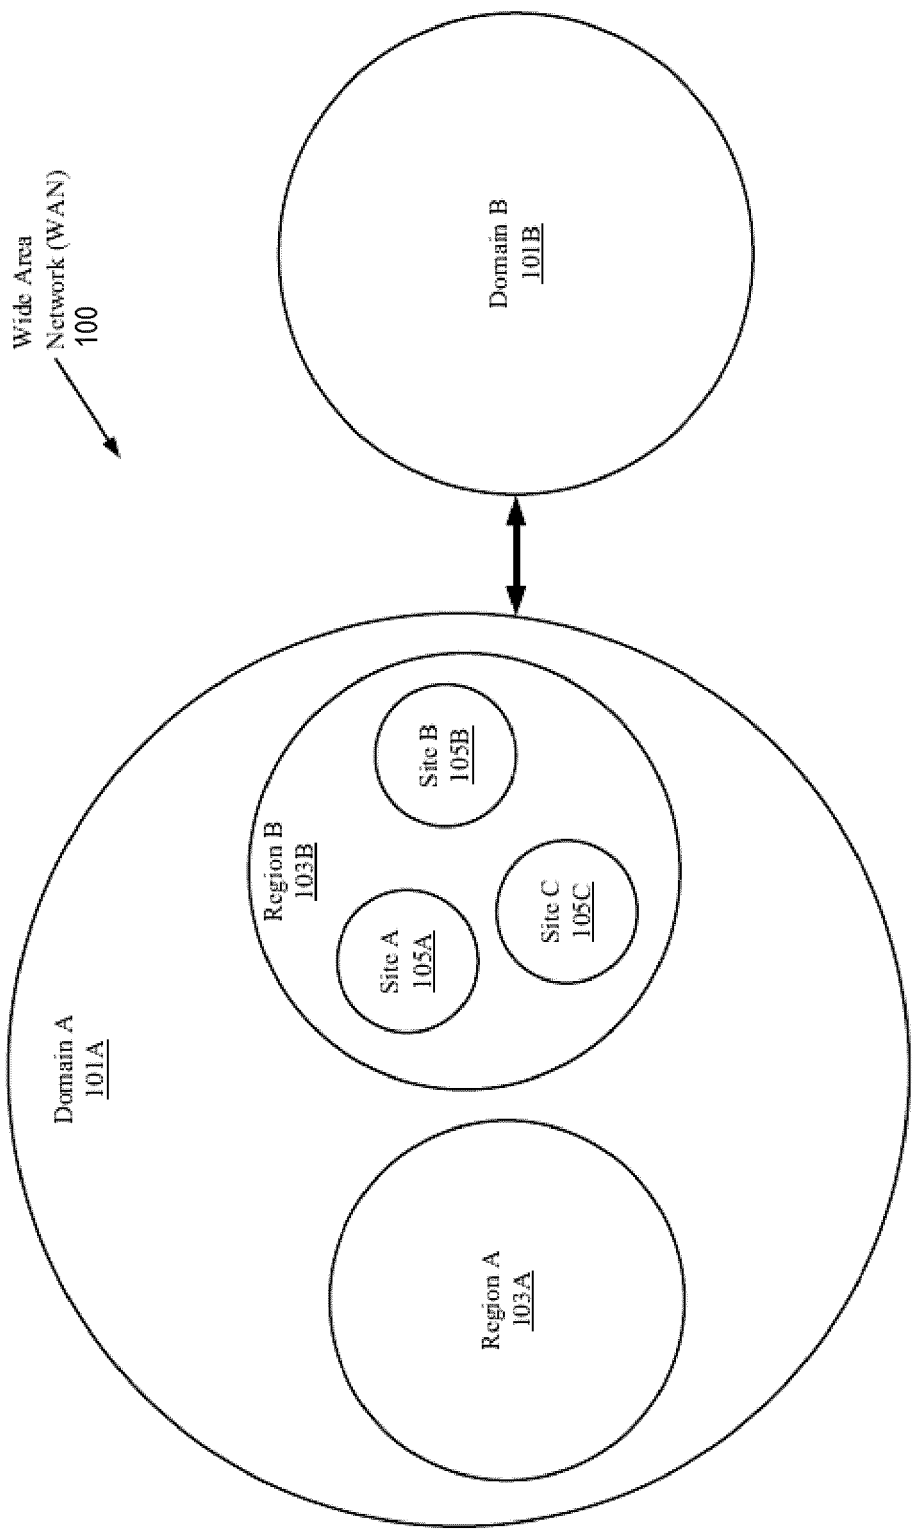 Wide Area
Network (WAN)
100
Domain A
101A
Region B
103B
Site A
105A
Site B
105B
Site C
105C
Region A
103A
Domain B
101B